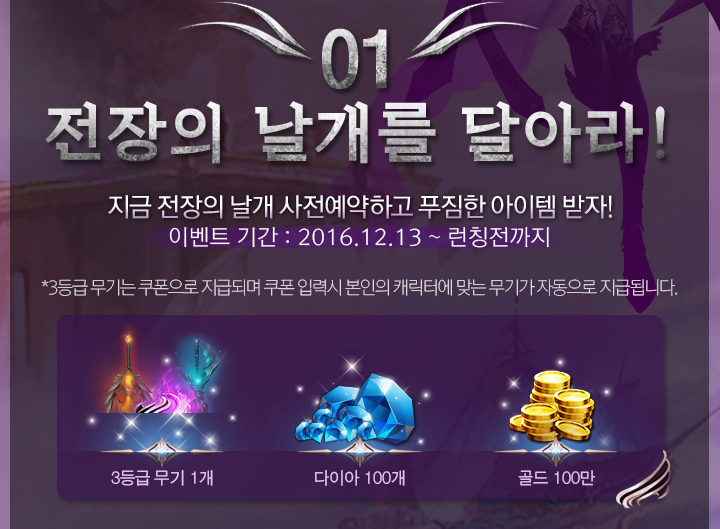 01
전장의 날개를 달아라!
지금 전장의 날개 사전예약하고 푸짐한 아이템 받자!
이벤트 기간 : 2016.12.13 ~ 런칭전까지
*3등급 무기는 쿠폰으로 지급되며 쿠폰 입력시 본인의 캐릭터에 맞는 무기가 자동으로 지급됩니다.
3등급 무기 1개
다이아 100개
골드 100만